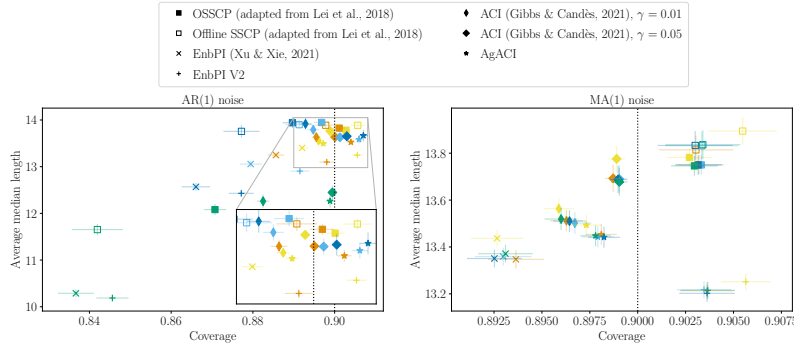 OSSCP (adapted from Lei et al., 2018)
Offline SSCP (adapted from Lei et al., 2018)
EnbPI (Xu & Xie, 2021)
EnbPI V2
ACI (Gibbs & Candès, 2021), γ = 0.01
ACI (Gibbs & Candès, 2021), γ = 0.05
AgACI
AR(1) noise
Average median length
14
13
12
11
10
0.84
0.86
0.88
0.90
Coverage
MA(1) noise
Average median length
13.8
13.6
13.4
13.2
0.8925
0.8950
0.8975
0.9000
0.9025
0.9050
0.9075
Coverage